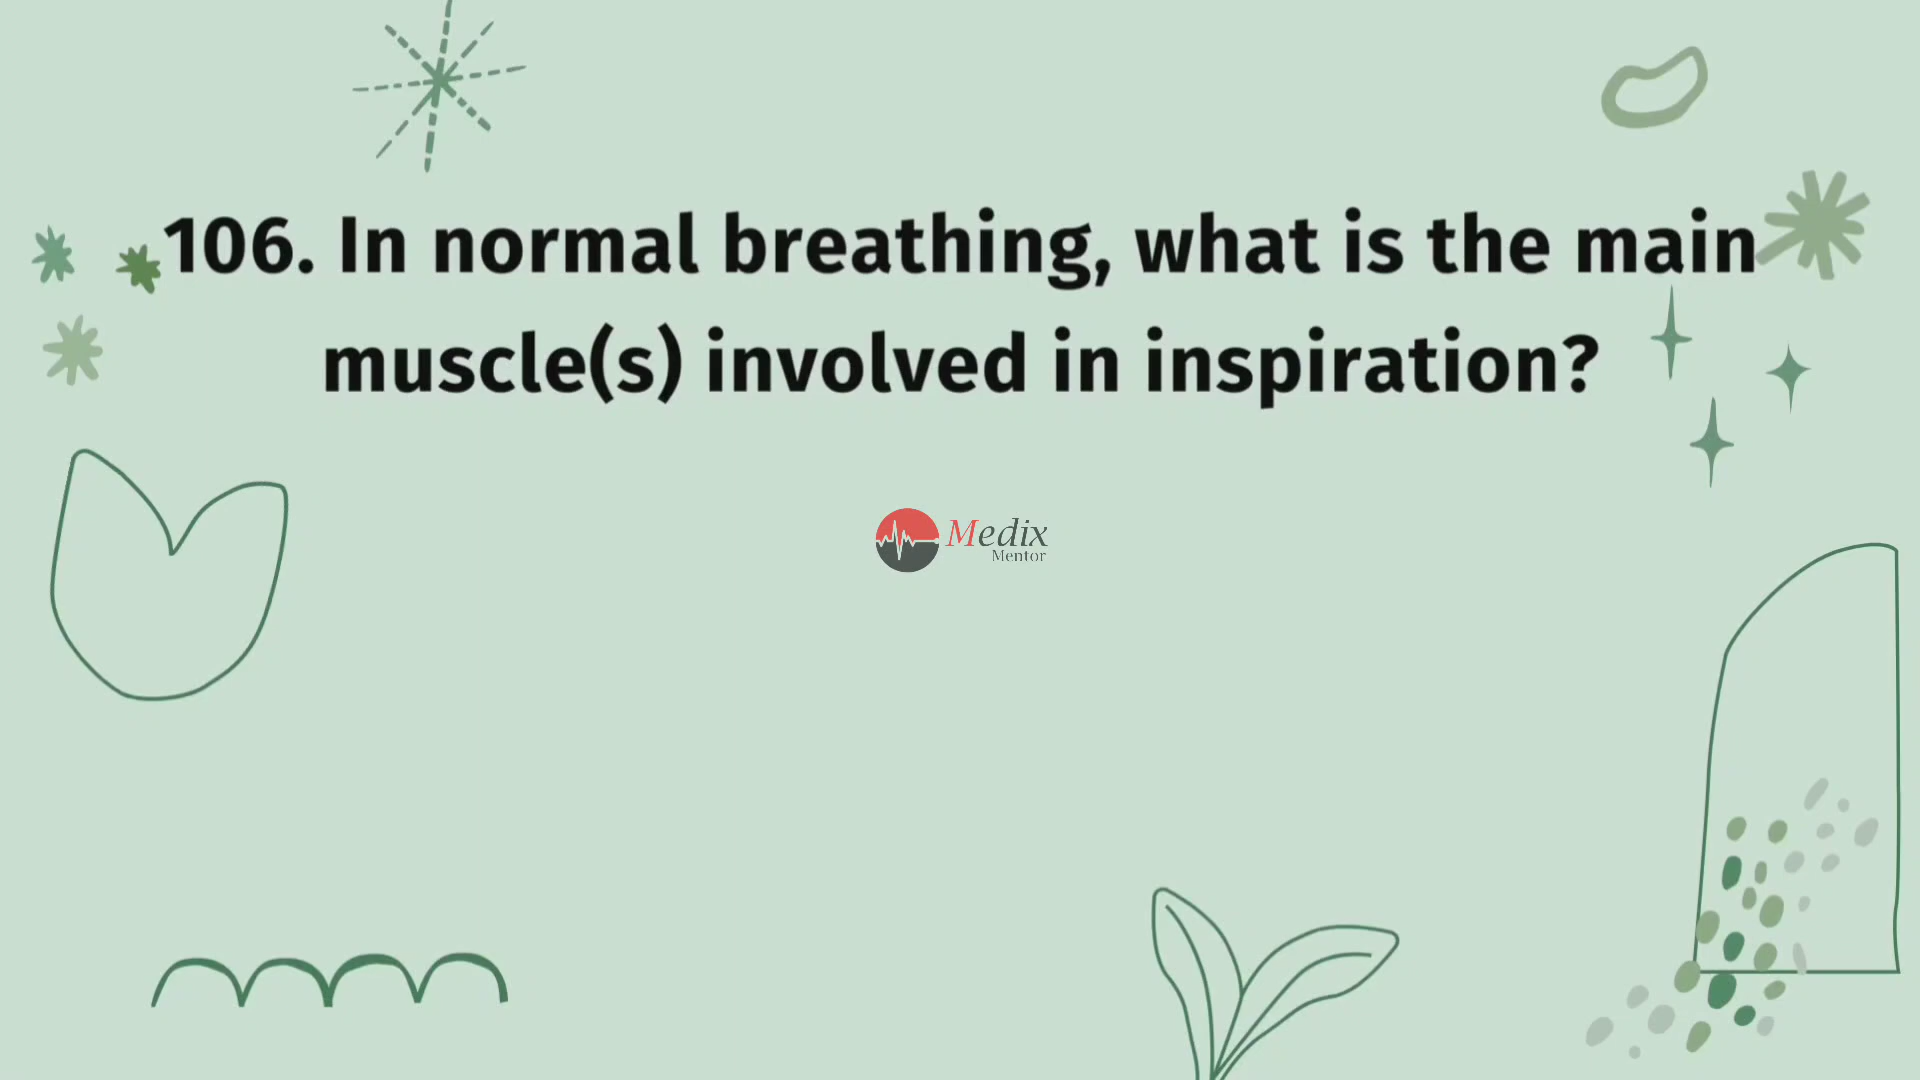 106. In normal breathing, what is the main
muscle(s) involved in inspiration?
Medix
Mentor